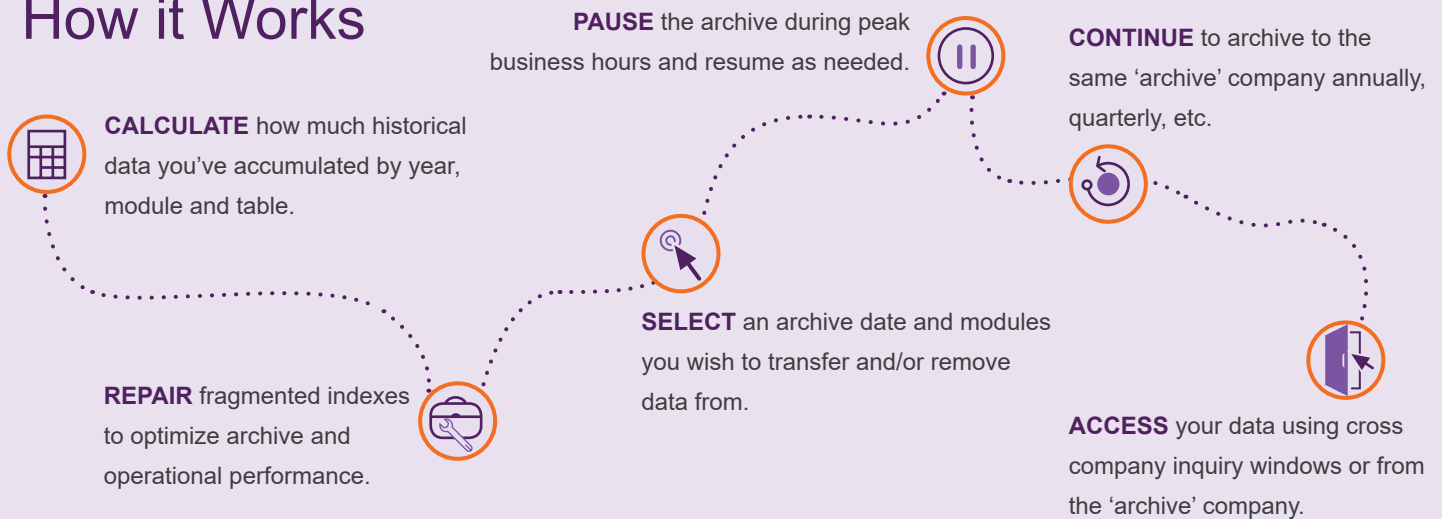 How it Works
CALCULATE how much historical
data you’ve accumulated by year,
module and table.
REPAIR fragmented indexes
to optimize archive and
operational performance.
SELECT an archive date and modules
you wish to transfer and/or remove
data from.
PAUSE the archive during peak
business hours and resume as needed.
CONTINUE to archive to the
same ‘archive’ company annually,
quarterly, etc.
ACCESS your data using cross
company inquiry windows or from
the ‘archive’ company.